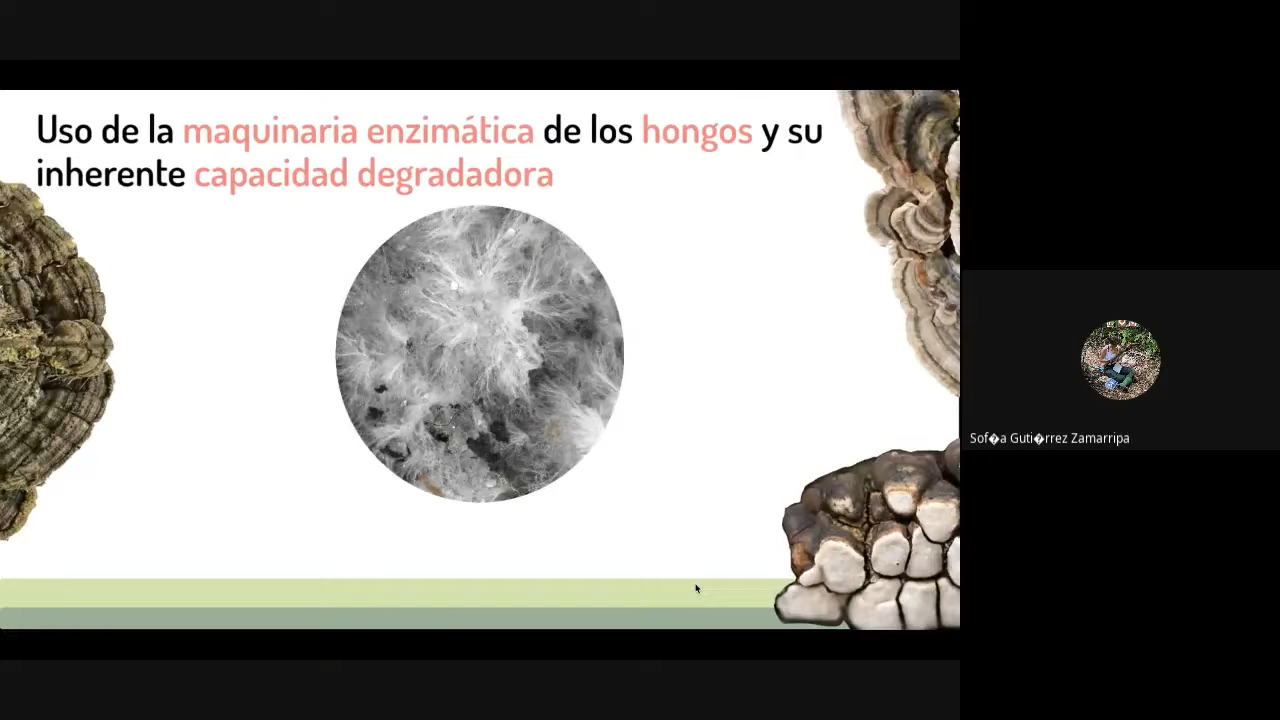 Uso de la maquinaria enzimática de los hongos y su
inherente capacidad degradadora
Sof�a Guti�rrez Zamarripa